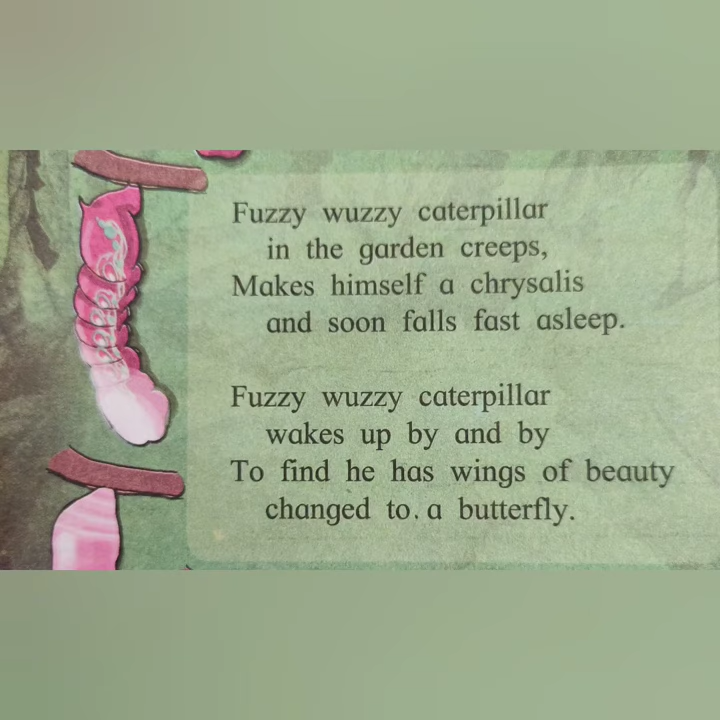 Fuzzy wuzzy caterpillar
in the garden creeps,
Makes himself a chrysalis
and soon falls fast asleep.
Fuzzy wuzzy caterpillar
wakes up by and by
To find he has wings of beauty
changed to a butterfly.